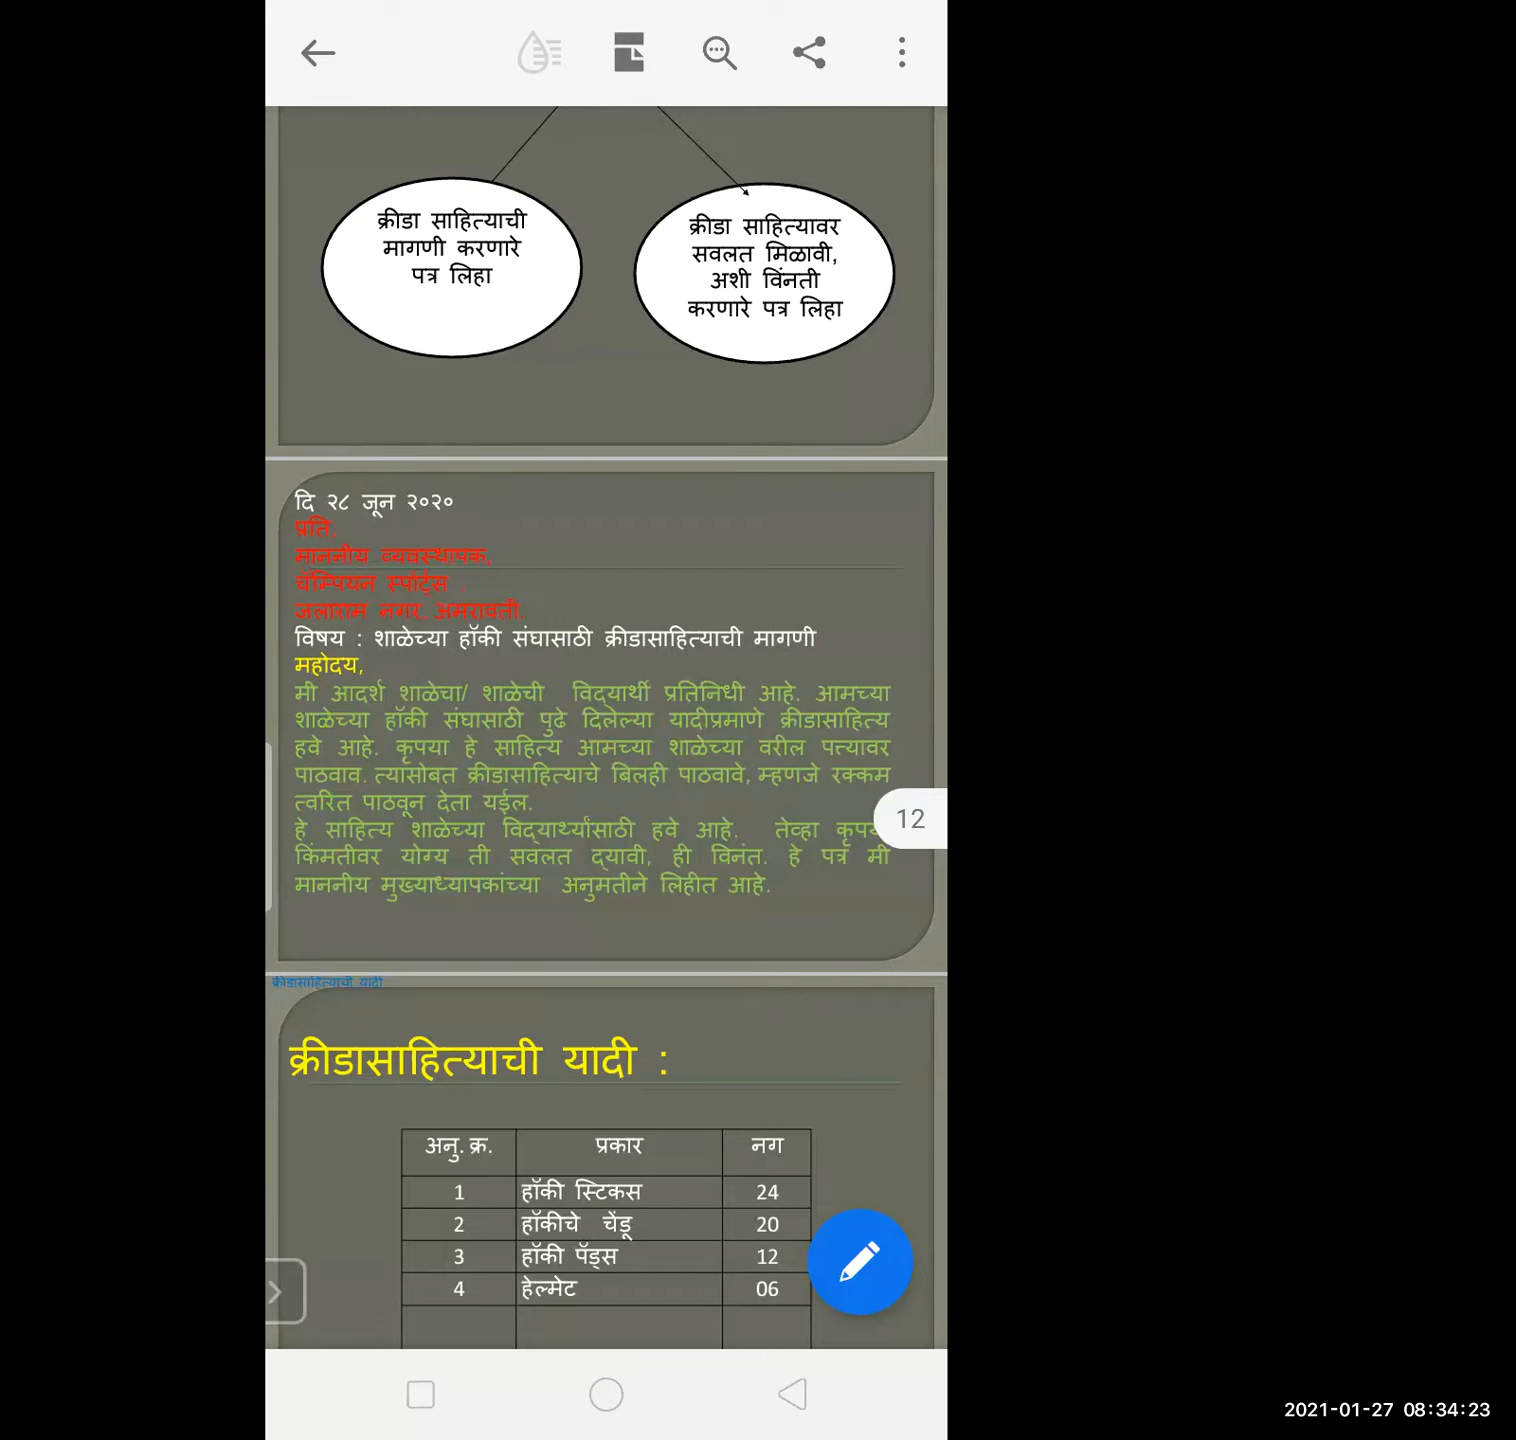 क्रीडा साहित्याची
मागणी करणारे
पत्र लिहा
क्रीडा साहित्यावर
सवलत मिळावी,
अशी विंनती
करणारे पत्र लिहा
दि २८ जून २०२०
प्रति,
माननीय व्यवस्थापक,
चॅम्पियन स्पोर्ट्स ,
जलाराम नगर, अमरावती.
विषय : शाळेच्या हॉकी संघासाठी क्रीडासाहित्याची मागणी
महोदय,
मी आदर्श शाळेचा/ शाळेची विद्यार्थी प्रतिनिधी आहे. आमच्या
शाळेच्या हॉकी संघासाठी पुढे दिलेल्या यादीप्रमाणे क्रीडासाहित्य
हवे आहे. कृपया हे साहित्य आमच्या शाळेच्या वरील पत्त्यावर
पाठवाव. त्यासोबत क्रीडासाहित्याचे बिलही पाठवावे, म्हणजे रक्कम
त्वरित पाठवून देता यईल.
12
हे साहित्य शाळेच्या विद्यार्थ्यांसाठी हवे आहे. तेव्हा
किंमतीवर योग्य ती सवलत द्यावी, ही विनंत. हे पत्र मी
माननीय मुख्याध्यापकांच्या अनुमतीने लिहीत आहे.
क्रीडासाहित्याची यादी
क्रीडासाहित्याची यादी :
अनु. क्र. प्रकार नग
1 हॉकी स्टिकस 24
2 हॉकीचे चेंडू 20
3 हॉकी पॅड्स 12
4 हेल्मेट 06
2021-01-27 08:34:23